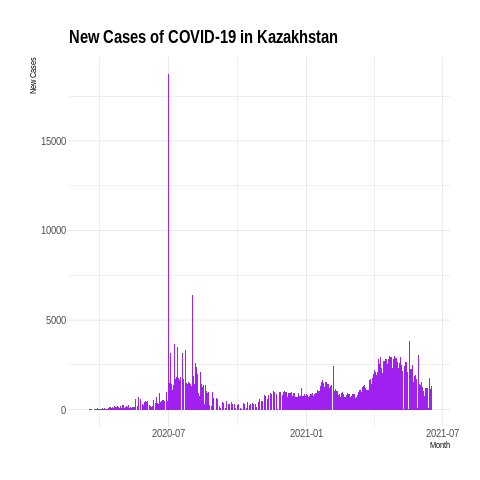 New Cases of COVID-19 in Kazakhstan
New Cases
15000
10000
5000
0
2020-07
2021-01
2021-07
Month